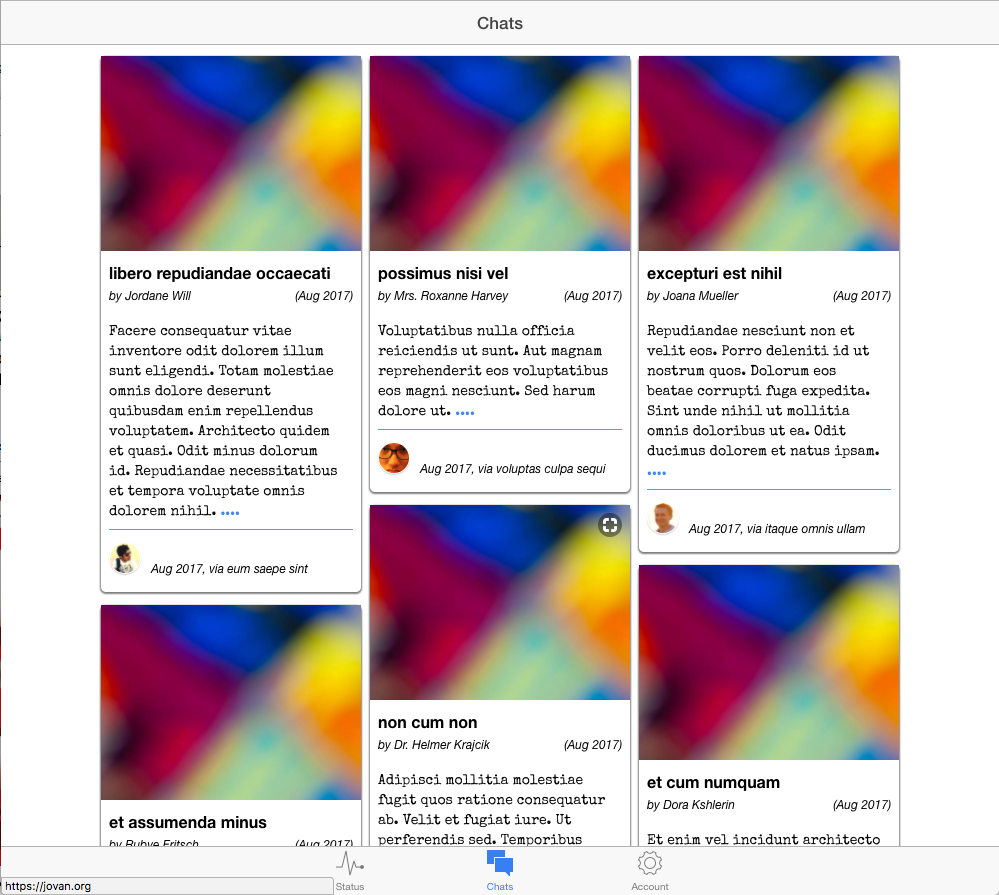 Chats
libero repudiandae occaecati
by Jordane Will (Aug 2017)
Facere consequatur vitae
inventore odit dolorem illum
sunt eligendi. Totam molestiae
omnis dolore deserunt
quibusdam enim repellendus
voluptatem. Architecto quidem
et quasi. Odit minus dolorum
id. Repudiandae necessitatibus
et tempora voluptate omnis
dolorem nihil. ....
Aug 2017, via eum saepe sint
et assumenda minus
by Rubye Fritsch (Aug 2017)
possimus nisi vel
by Mrs. Roxanne Harvey (Aug 2017)
Voluptatibus nulla officia
reiciendis ut sunt. Aut magnam
reprehenderit eos voluptatibus
eos magni nesciunt. Sed harum
dolore ut. ....
Aug 2017, via voluptas culpa sequi
non cum non
by Dr. Helmer Krajcik (Aug 2017)
Adipisci mollitia molestiae
fugit quos ratione consequatur
ab. Velit et fugiat iure. Ut
perferendis sed. Temporibus
excepturi est nihil
by Joana Mueller (Aug 2017)
Repudiandae nesciunt non et
velit eos. Porro deleniti id ut
nostrum quos. Dolorum eos
beatae corrupti fuga expedita.
Sint unde nihil ut mollitia
omnis doloribus ut ea. Odit
ducimus dolorem et natus ipsam.
....
Aug 2017, via itaque omnis ullam
et cum numquam
by Dora Kshlerin (Aug 2017)
Et enim vel incidunt architecto
Status
Chats
Account
https://jovan.org